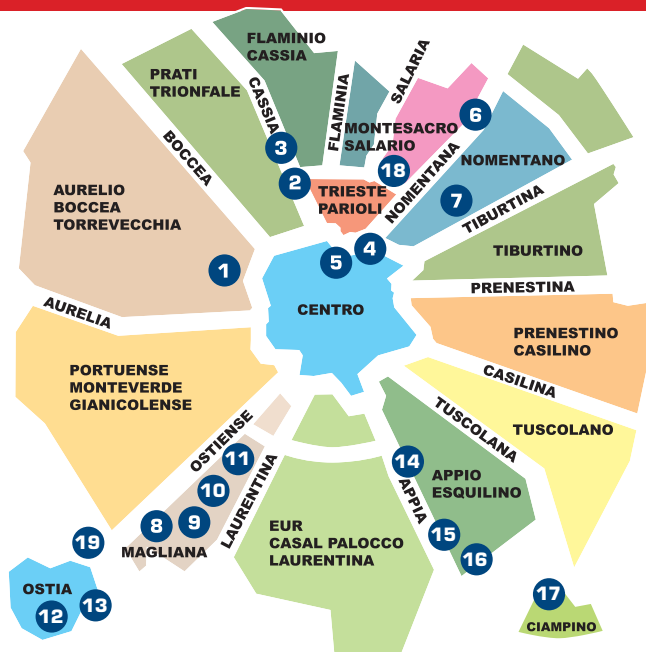 FLAMINIO
CASSIA
PRATI
TRIONFALE
CASSIA
FLAMINIA
SALARIA
BOCCEA
3
MONTESACRO
SALARIO
6
18
NOMENTANA
NOMENTANO
2
TRIESTE
PARIOLI
7
TIBURTINA
AURELIO
BOCCEA
TORREVECCHIA
1
5
4
TIBURTINO
CENTRO
PRENESTINA
AURELIA
PRENESTINO
CASILINO
PORTUENSE
MONTEVERDE
GIANICOLENSE
CASILINA
TUSCOLANA
TUSCOLANO
OSTIENSE
11
10
8
9
MAGLIANA
LAURENTINA
14
APPIA
APPIO
ESQUILINO
15
16
EUR
CASAL PALOCCO
LAURENTINA
19
OSTIA
12
13
17
CIAMPINO